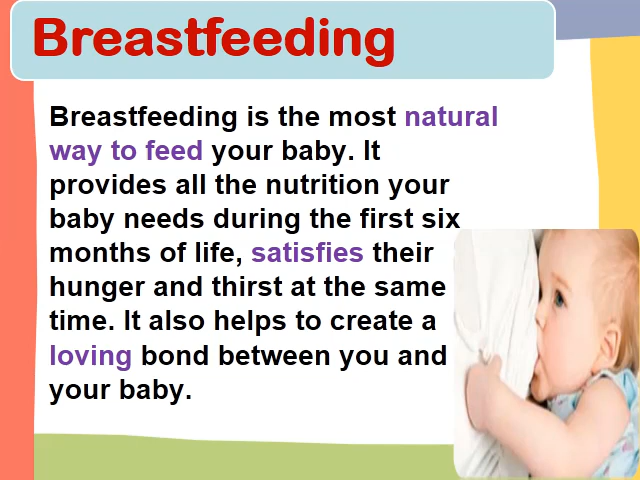 Breastfeeding
Breastfeeding is the most natural
way to feed your baby. It
provides all the nutrition your
baby needs during the first six
months of life, satisfies their
hunger and thirst at the same
time. It also helps to create a
loving bond between you and
your baby.